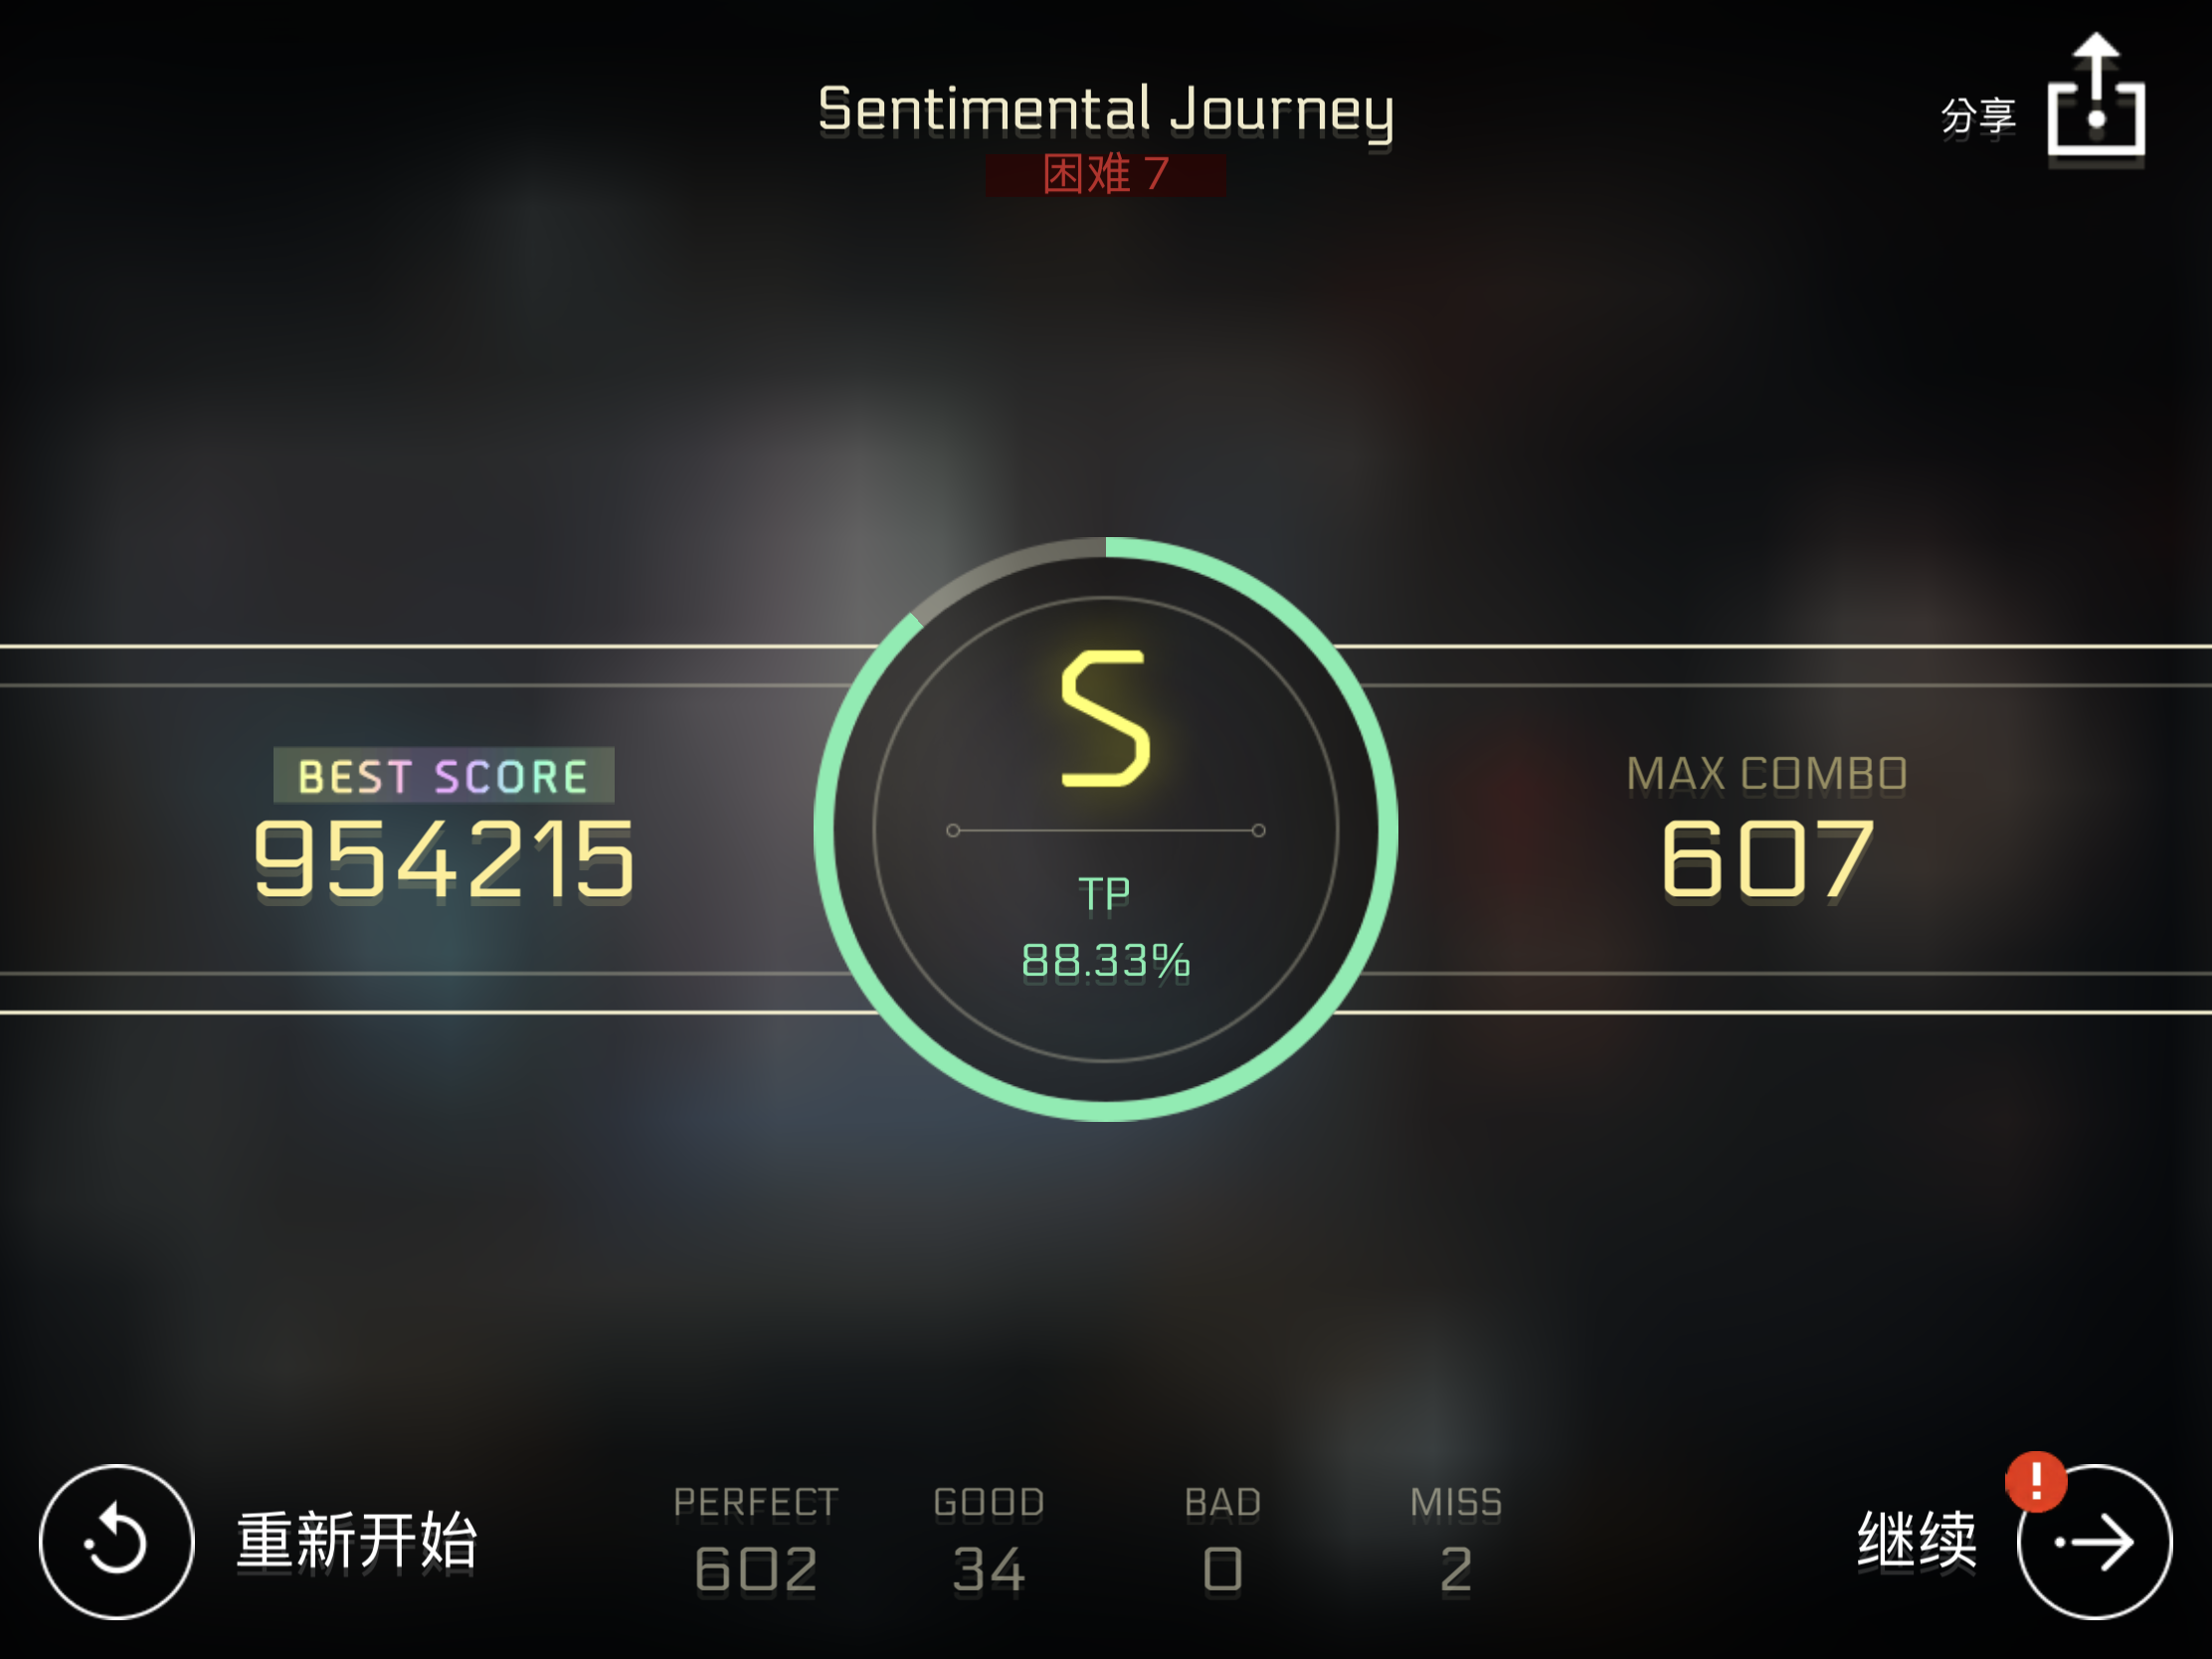 Sentimental Journey
困难 7
分享
S
BEST SCORE
954215
MAX COMBO
607
TP
88.33%
PERFECT
602
GOOD
34
BAD
0
MISS
2
重新开始
继续
!